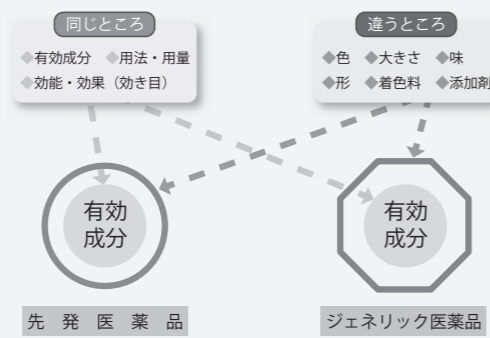 同じところ
◆有効成分 ◆用法・用量
◆効能・効果（効き目）
違うところ
◆色 ◆大きさ ◆味
◆形 ◆着色料 ◆添加剤
有効
成分
有効
成分
先発医薬品
ジェネリック医薬品